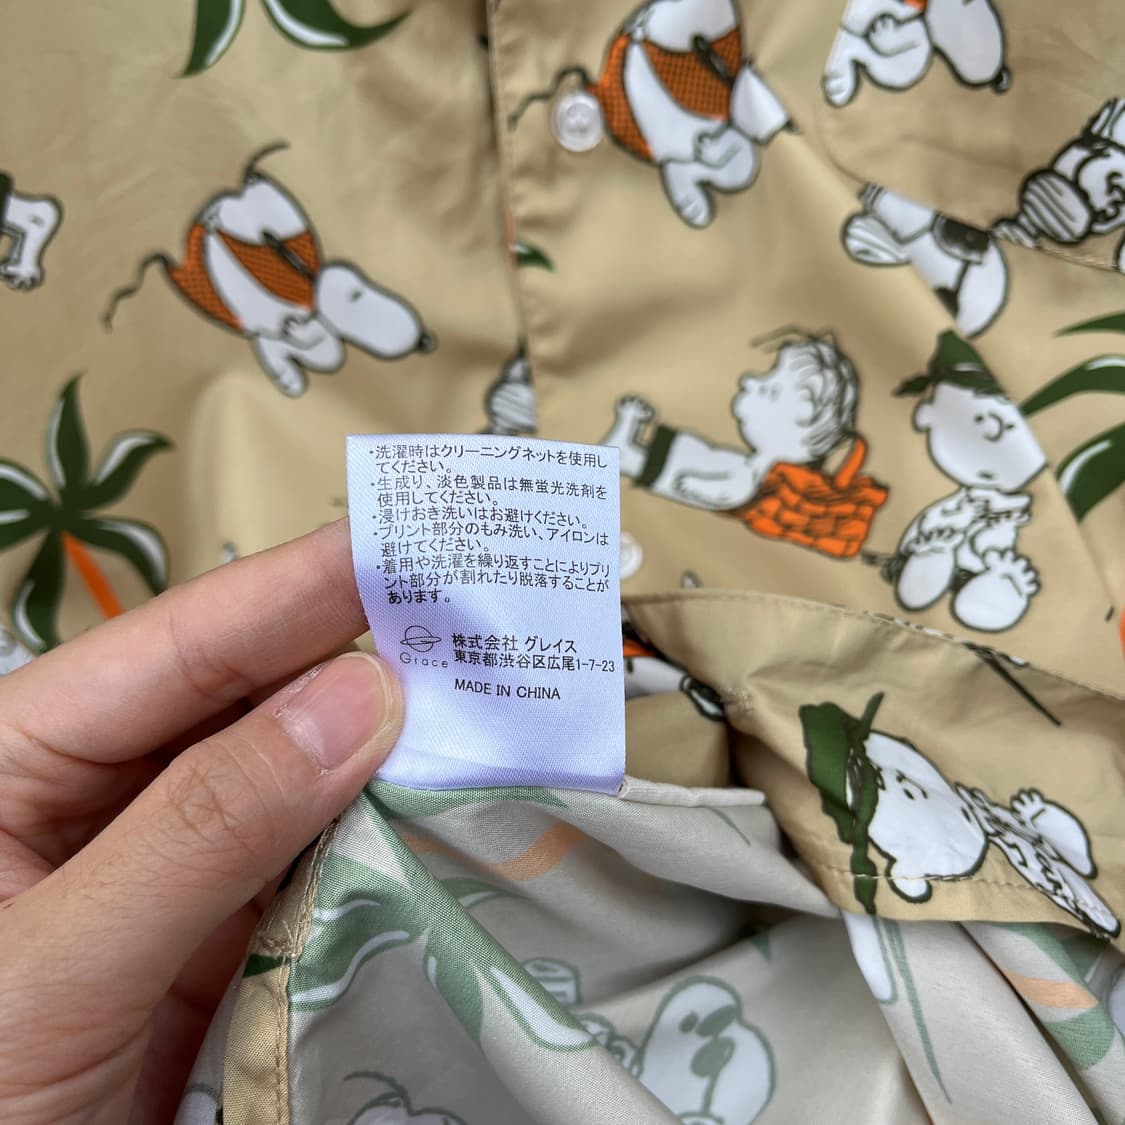 ・洗濯時はクリーニングネットを使用し
てください。
・生成り、淡色製品は無蛍光洗剤を
使用してください。
・浸けおき洗いはお避けください。
・プリント部分のもみ洗い、アイロンは
避けてください。
・着用や洗濯を繰り返すことによりプリ
ント部分が割れたり脱落することが
あります。
Grace
株式会社 グレイス
東京都渋谷区広尾1-7-23
MADE IN CHINA